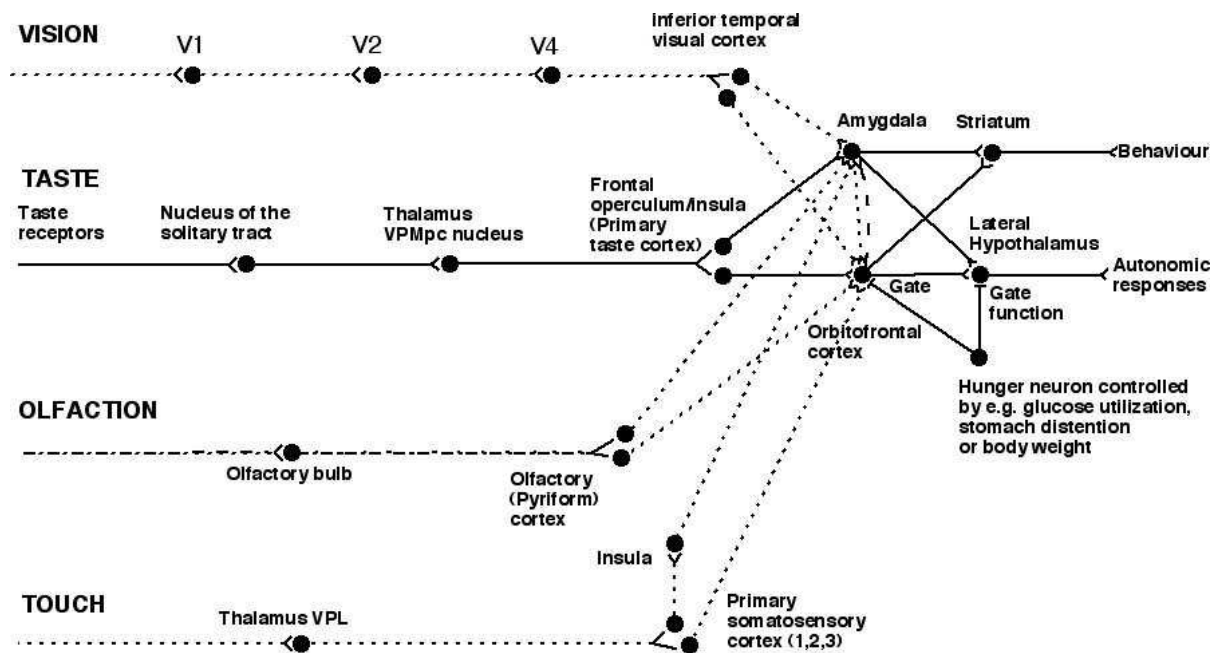 VISION
V1
V2
V4
Inferior temporal
visual cortex
Amygdala
Striatum
Behaviour
TASTE
Taste
receptors
Nucleus of the
solitary tract
Thalamus
VPMpc nucleus
Frontal
operculum/insula
(Primary
taste cortex)
Lateral
Hypothalamus
Autonomic
responses
Gate
Gate
function
Orbitofrontal
cortex
Hunger neuron controlled
by e.g. glucose utilization,
stomach distention
or body weight
OLFACTION
Olfactory bulb
Olfactory
(Pyriform)
cortex
Insula
TOUCH
Thalamus VPL
Primary
somatosensory
cortex (1,2,3)